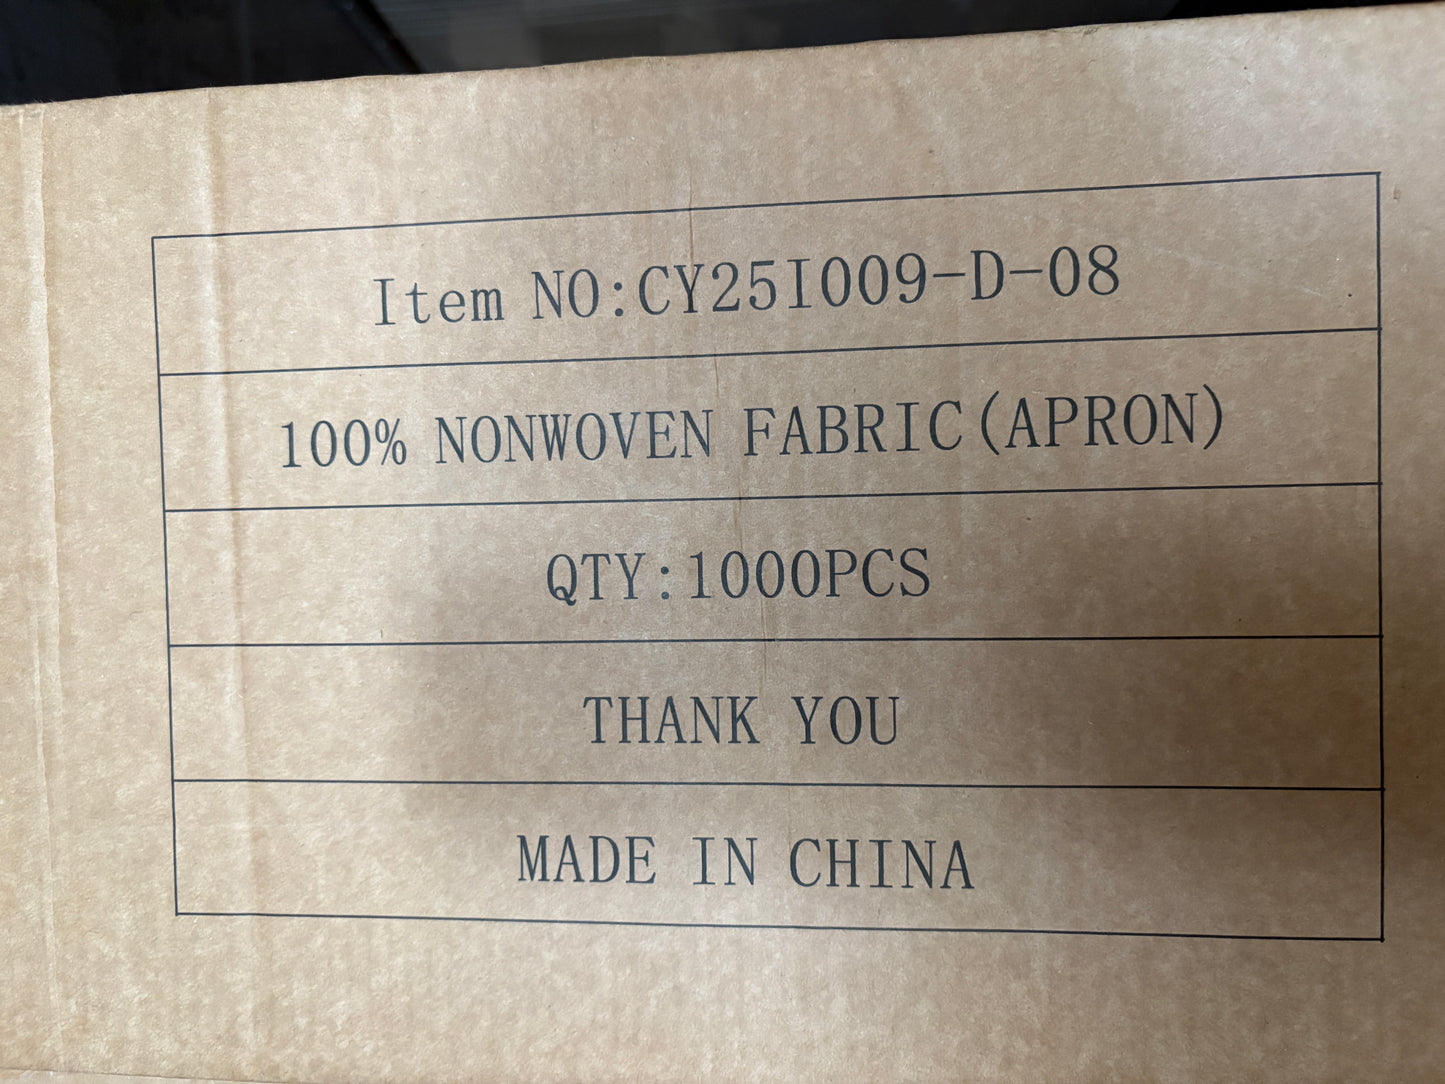 Item NO:CY25I009-D-08
100% NONWOVEN FABRIC(APRON)
QTY:1000PCS
THANK YOU
MADE IN CHINA